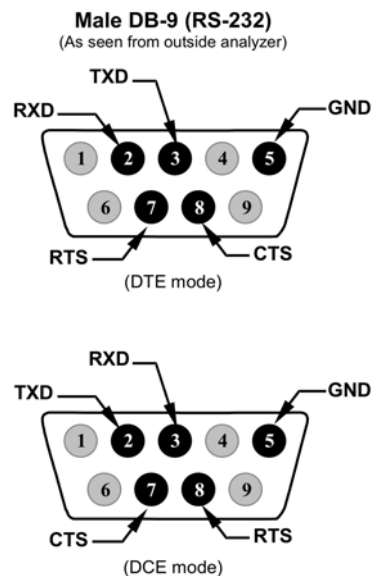 Male DB-9 (RS-232)
(As seen from outside analyzer)
TXD
RXD
GND
1 2 3 4 5
6 7 8 9
RTS
CTS
(DTE mode)
RXD
TXD
GND
1 2 3 4 5
6 7 8 9
CTS
RTS
(DCE mode)